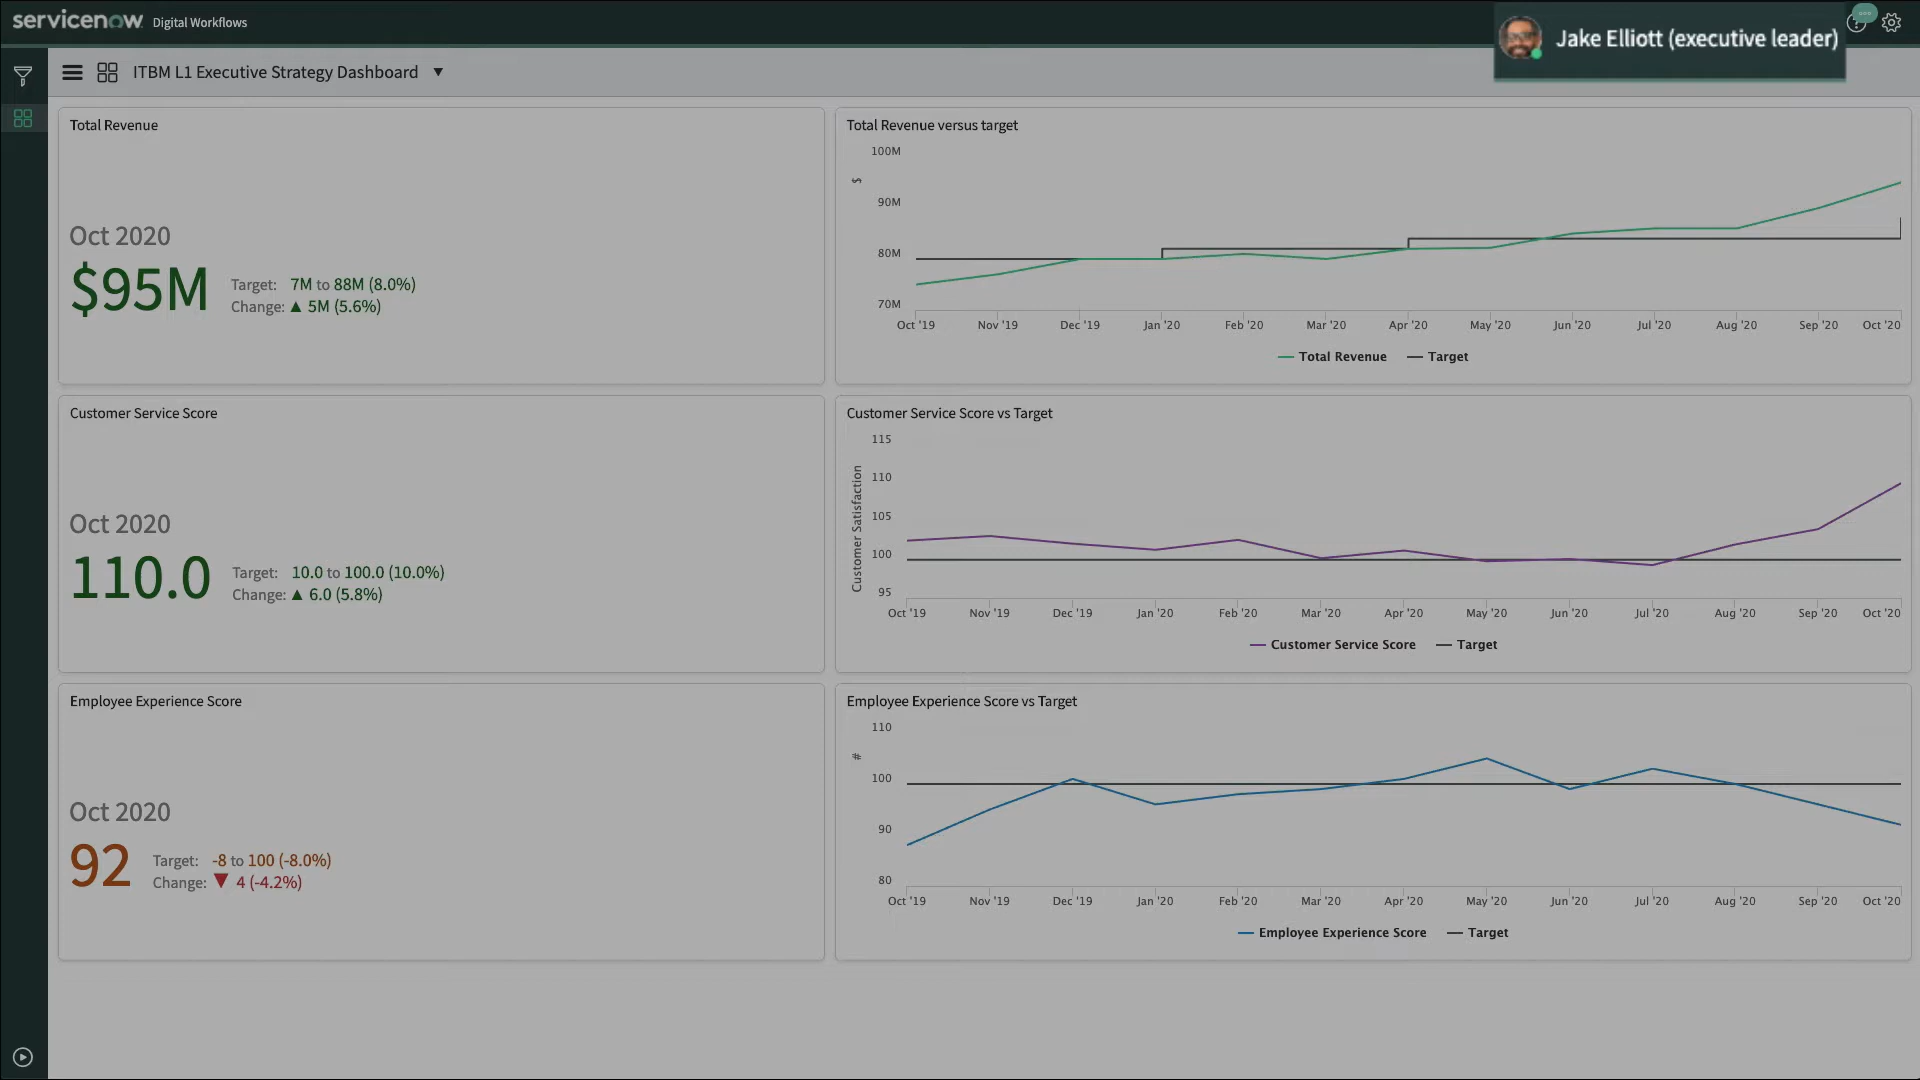 servicenow Digital Workflows
Jake Elliott (executive leader)
ITBM L1 Executive Strategy Dashboard ▼
Total Revenue
Oct 2020
$95M
Target: 7M to 88M (8.0%)
Change: ▲ 5M (5.6%)
Total Revenue versus target
100M
$
90M
80M
70M
Oct '19 Nov '19 Dec '19 Jan '20 Feb '20 Mar '20 Apr '20 May '20 Jun '20 Jul '20 Aug '20 Sep '20 Oct '20
Total Revenue Target
Customer Service Score
Oct 2020
110.0
Target: 10.0 to 100.0 (10.0%)
Change: ▲ 6.0 (5.8%)
Customer Service Score vs Target
Customer Satisfaction
115
110
105
100
95
Oct '19 Nov '19 Dec '19 Jan '20 Feb '20 Mar '20 Apr '20 May '20 Jun '20 Jul '20 Aug '20 Sep '20 Oct '20
Customer Service Score Target
Employee Experience Score
Oct 2020
92
Target: -8 to 100 (-8.0%)
Change: ▼ 4 (-4.2%)
Employee Experience Score vs Target
110
#
100
90
80
Oct '19 Nov '19 Dec '19 Jan '20 Feb '20 Mar '20 Apr '20 May '20 Jun '20 Jul '20 Aug '20 Sep '20 Oct '20
Employee Experience Score Target